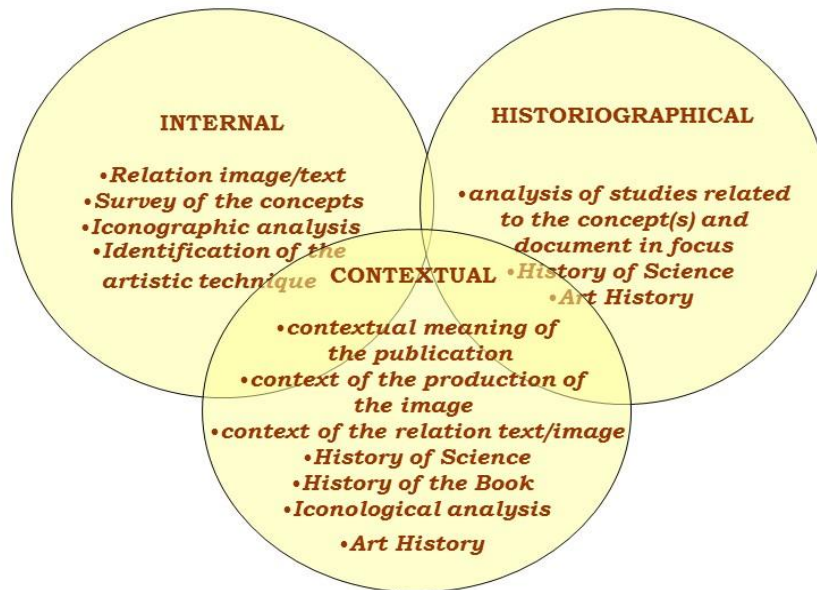 INTERNAL
•Relation image/text
•Survey of the concepts
•Iconographic analysis
•Identification of the
artistic technique
HISTORIOGRAPHICAL
•analysis of studies related
to the concept(s) and
document in focus
•History of Science
•Art History
CONTEXTUAL
•contextual meaning of
the publication
•context of the production of
the image
•context of the relation text/image
•History of Science
•History of the Book
•Iconological analysis
•Art History